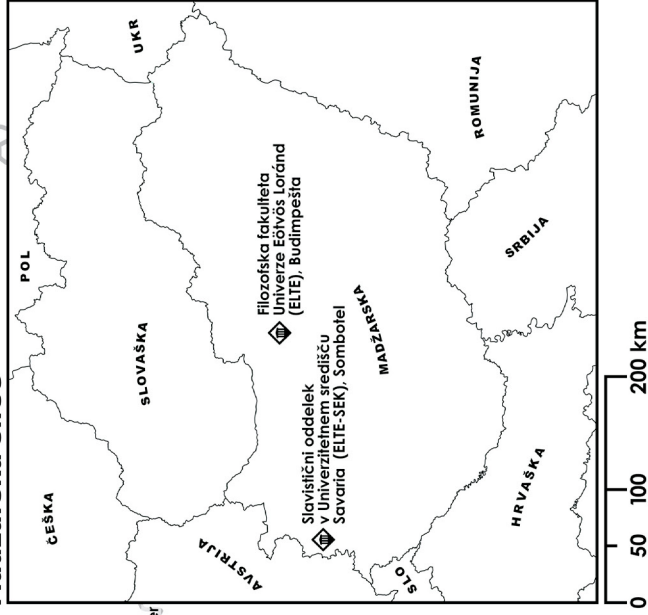 POL
UKR
ČEŠKA
SLOVAŠKA
AVSTRIJA
Filozofska fakulteta
Univerze Eötvös Loránd
(ELTE), Budimpešta
Slavistični oddelek
v Univerzitetnem središču
Savaria (ELTE-SEK), Sombotel
MADŽARSKA
ROMUNIJA
SLO
HRVAŠKA
SRBIJA
0 50 100 200 km